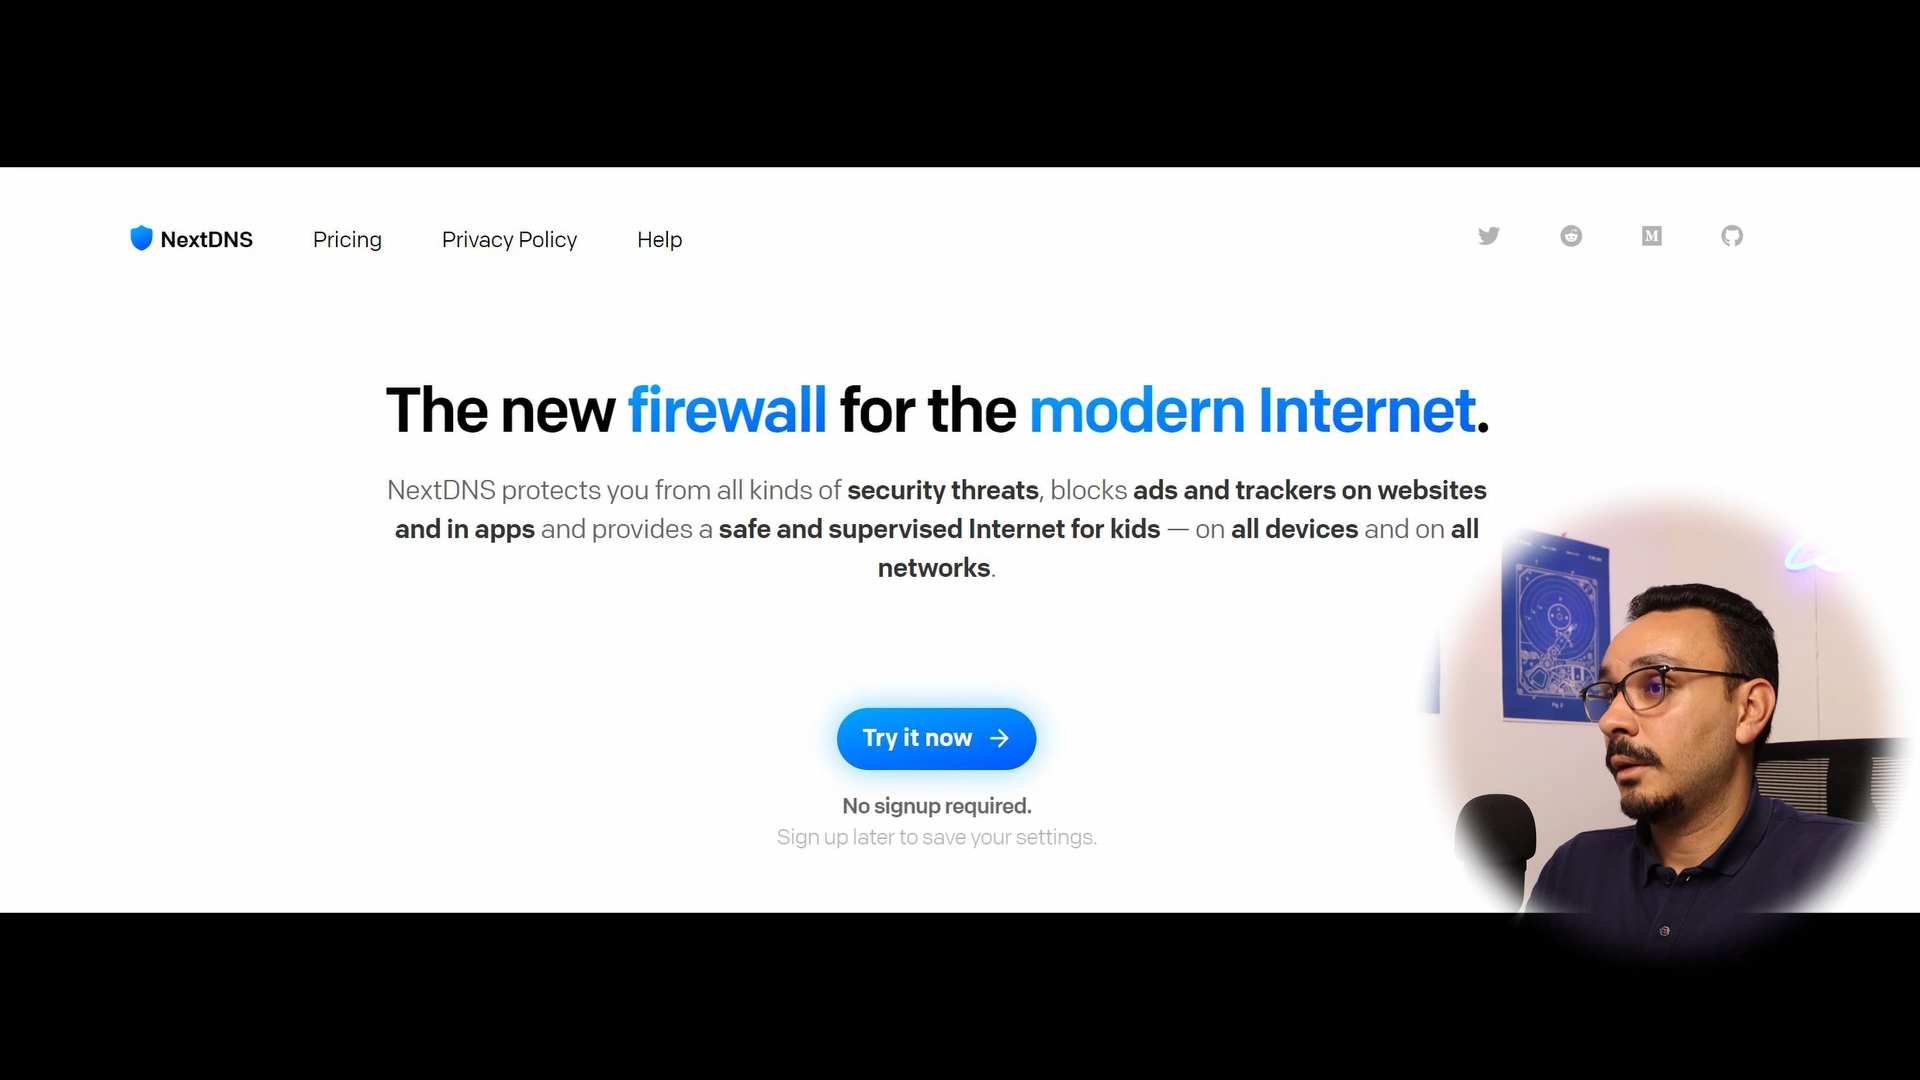 NextDNS
Pricing
Privacy Policy
Help
The new firewall for the modern Internet.
NextDNS protects you from all kinds of security threats, blocks ads and trackers on websites
and in apps and provides a safe and supervised Internet for kids — on all devices and on all
networks.
Try it now →
No signup required.
Sign up later to save your settings.